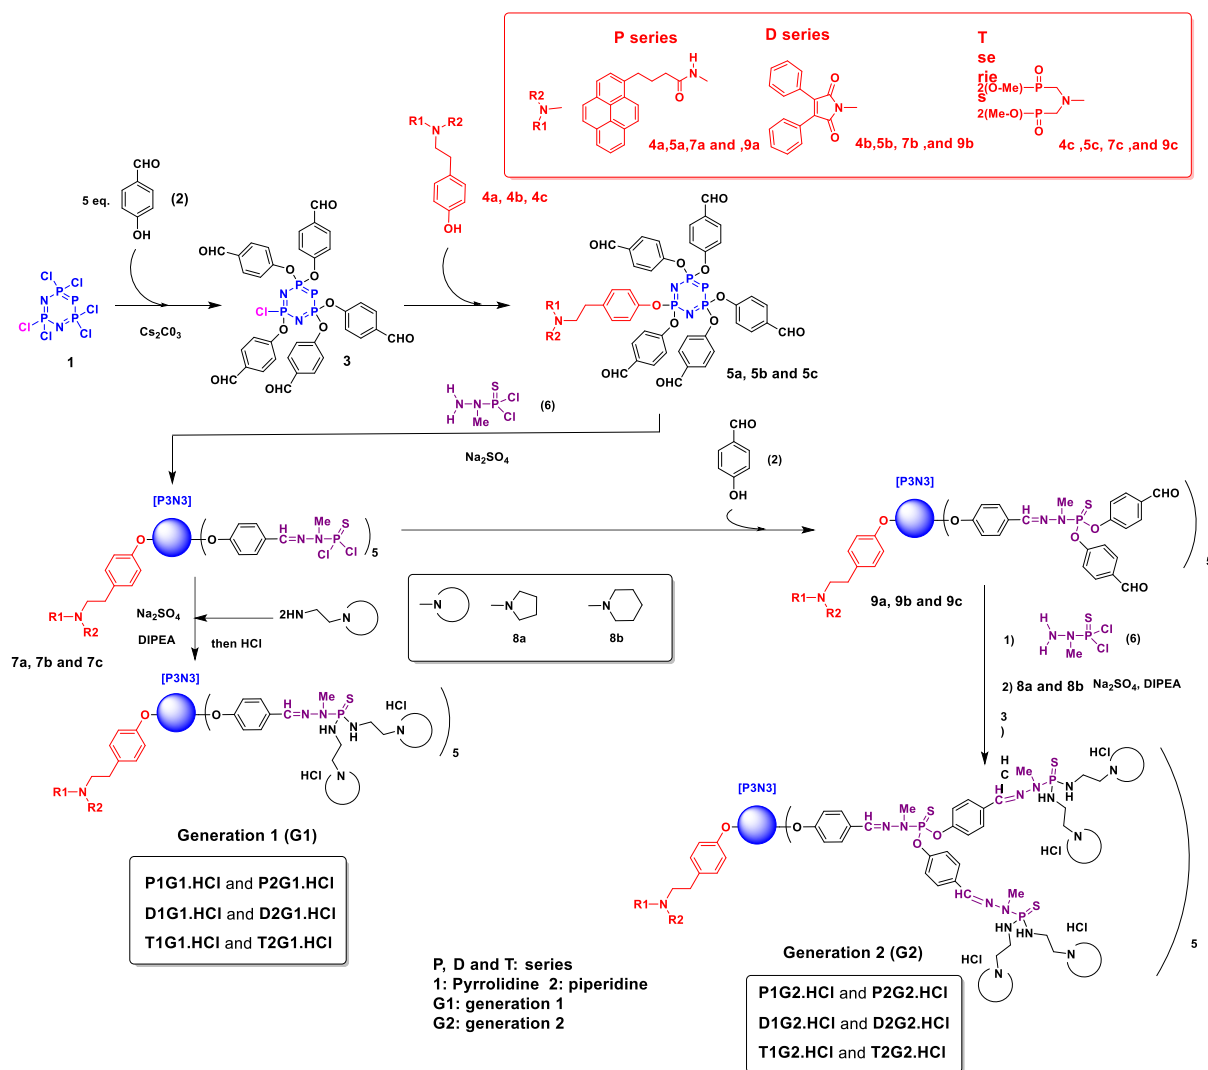 P series
D series
T
se
rie
s
H
N
O
R2
N
R1
4a,5a,7a and ,9a
O
N
O
4b,5b, 7b ,and 9b
O
2(O-Me)
P
N
2(Me-O)
P
O
4c ,5c, 7c ,and 9c
CHO
5 eq.
(2)
OH
R1
N
R2
4a, 4b, 4c
OH
Cl
Cl
P
P
N
N
P
Cl
Cl
Cl
Cl
1
Cs₂C0₃
CHO
CHO
O
O
P
N
P
Cl
P
N
P
O
O
O
CHO
CHO
CHO
3
CHO
CHO
O
O
P
N
P
R1
N
R2
O
P
N
P
O
O
O
CHO
CHO
CHO
5a, 5b and 5c
H
N
H
N
Me
S
P
Cl
Cl
(6)
Na₂SO₄
CHO
(2)
OH
[P3N3]
O
O
H
C=N
N
Me
S
P
Cl
Cl
5
R1
N
R2
7a, 7b and 7c
Na₂SO₄
DIPEA
2HN
N
then HCl
N
N
8a
N
8b
[P3N3]
O
O
H
C=N
N
Me
S
P
O
O
CHO
CHO
5
R1
N
R2
9a, 9b and 9c
1)
H
N
H
N
Me
S
P
Cl
Cl
(6)
2) 8a and 8b Na₂SO₄, DIPEA
3
)
H
C
l
[P3N3]
O
O
H
C=N
N
Me
S
P
HN
N
H
HCl
N
HCl
N
5
R1
N
R2
Generation 1 (G1)
P1G1.HCl and P2G1.HCl
D1G1.HCl and D2G1.HCl
T1G1.HCl and T2G1.HCl
[P3N3]
O
O
H
C=N
N
Me
S
P
O
O
H
C
N
N
Me
S
P
HN
N
H
HCl
N
N
HCl
HC
N
N
Me
S
P
HN
HN
HCl
N
HCl
N
5
R1
N
R2
Generation 2 (G2)
P, D and T: series
1: Pyrrolidine 2: piperidine
G1: generation 1
G2: generation 2
P1G2.HCl and P2G2.HCl
D1G2.HCl and D2G2.HCl
T1G2.HCl and T2G2.HCl